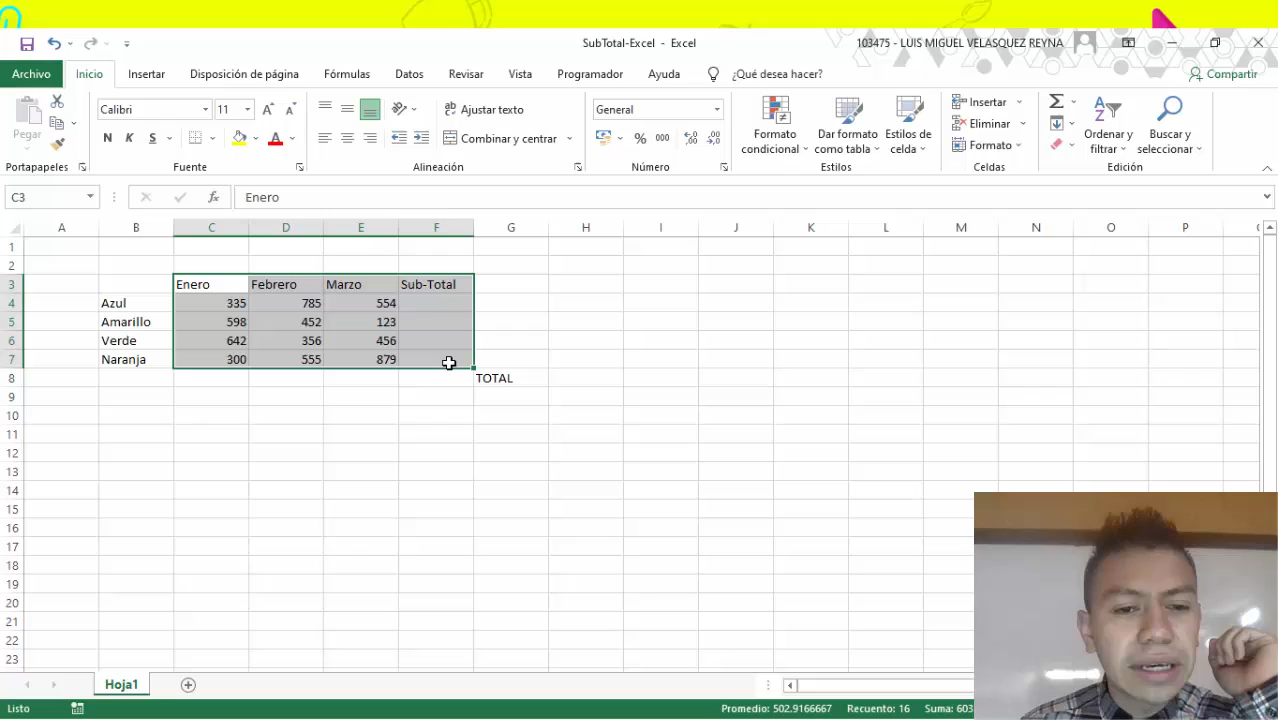 SubTotal-Excel - Excel
103475 - LUIS MIGUEL VELASQUEZ REYNA
Archivo Inicio Insertar Disposición de página Fórmulas Datos Revisar Vista Programador Ayuda ¿Qué desea hacer? Compartir
Pegar
Calibri 11
N K S
Ajustar texto
Combinar y centrar
General
% 000
Formato condicional
Dar formato como tabla
Estilos de celda
Insertar
Eliminar
Formato
Ordenar y filtrar
Buscar y seleccionar
Portapapeles Fuente Alineación Número Estilos Celdas Edición
C3 fx Enero
A B C D E F G H I J K L M N O P
1
2
3 Enero Febrero Marzo Sub-Total
4 Azul 335 785 554
5 Amarillo 598 452 123
6 Verde 642 356 456
7 Naranja 300 555 879
8 TOTAL
9
10
11
12
13
14
15
16
17
18
19
20
21
22
23
Hoja1
Listo Promedio: 502.9166667 Recuento: 16 Suma: 603